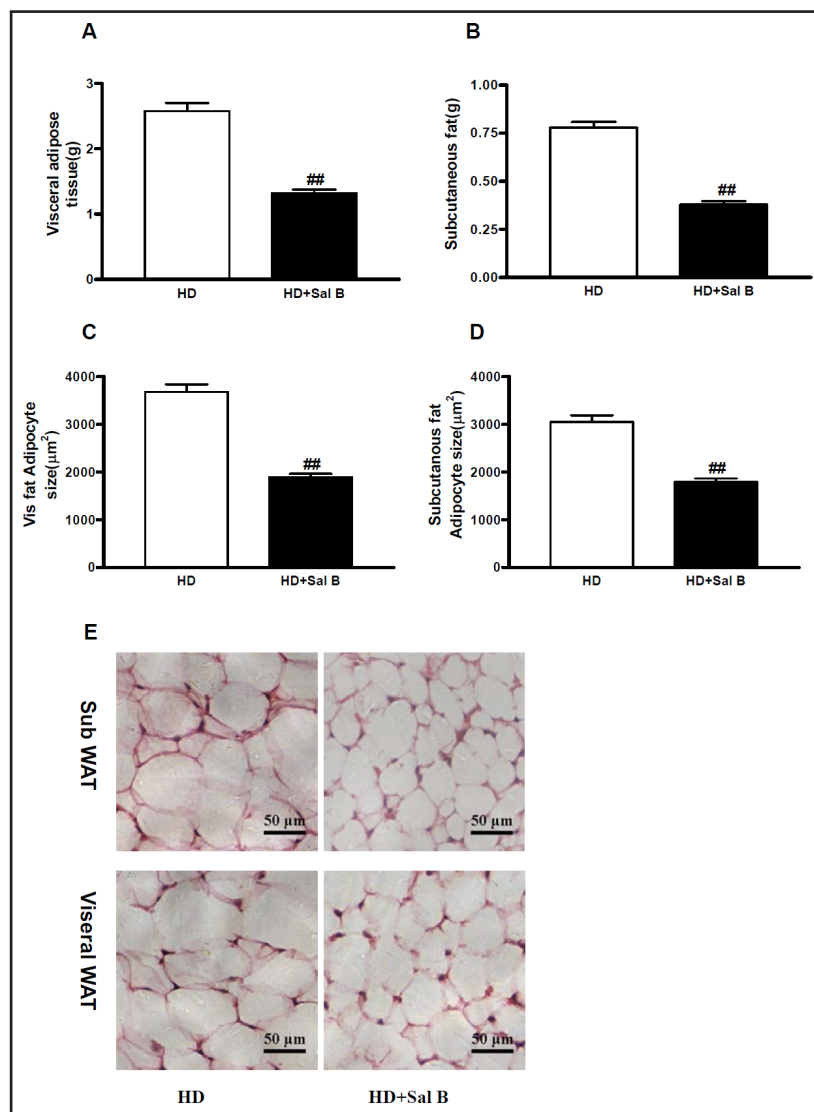 A
Visceral adipose
tissue(g)
3
2
1
0
##
HD
HD+Sal B
B
Subcutaneous fat(g)
1.00
0.75
0.50
0.25
0.00
##
HD
HD+Sal B
C
Vis fat Adipocyte
size(μm²)
4000
3000
2000
1000
0
##
HD
HD+Sal B
D
Subcutanous fat
Adipocyte size(μm²)
4000
3000
2000
1000
0
##
HD
HD+Sal B
E
Sub WAT
50 μm
50 μm
Viseral WAT
50 μm
50 μm
HD
HD+Sal B